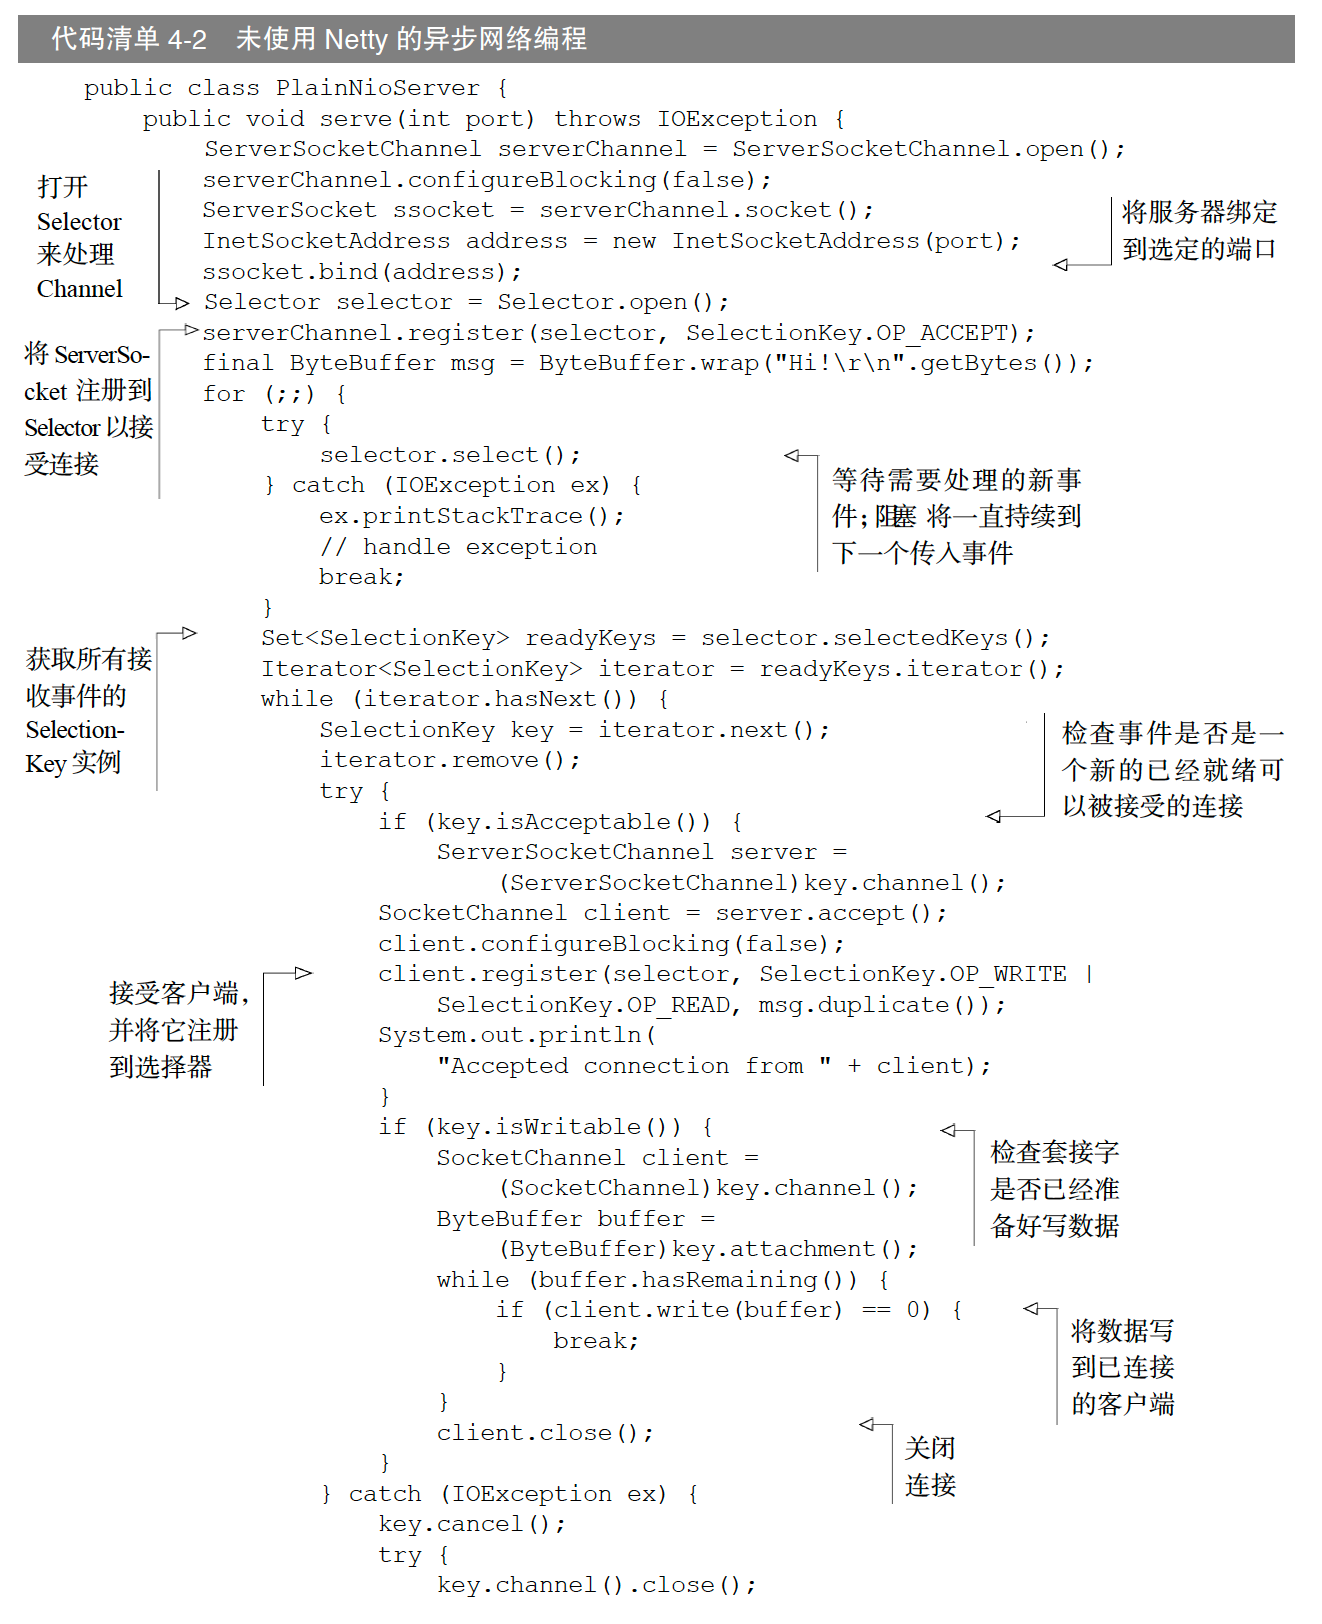 代码清单 4-2 未使用 Netty 的异步网络编程
public class PlainNioServer {
public void serve(int port) throws IOException {
ServerSocketChannel serverChannel = ServerSocketChannel.open();
serverChannel.configureBlocking(false);
ServerSocket ssocket = serverChannel.socket();
InetSocketAddress address = new InetSocketAddress(port);
ssocket.bind(address);
Selector selector = Selector.open();
serverChannel.register(selector, SelectionKey.OP_ACCEPT);
final ByteBuffer msg = ByteBuffer.wrap("Hi!\r\n".getBytes());
for (;;) {
try {
selector.select();
} catch (IOException ex) {
ex.printStackTrace();
// handle exception
break;
}
Set<SelectionKey> readyKeys = selector.selectedKeys();
Iterator<SelectionKey> iterator = readyKeys.iterator();
while (iterator.hasNext()) {
SelectionKey key = iterator.next();
iterator.remove();
try {
if (key.isAcceptable()) {
ServerSocketChannel server =
(ServerSocketChannel)key.channel();
SocketChannel client = server.accept();
client.configureBlocking(false);
client.register(selector, SelectionKey.OP_WRITE |
SelectionKey.OP_READ, msg.duplicate());
System.out.println(
"Accepted connection from " + client);
}
if (key.isWritable()) {
SocketChannel client =
(SocketChannel)key.channel();
ByteBuffer buffer =
(ByteBuffer)key.attachment();
while (buffer.hasRemaining()) {
if (client.write(buffer) == 0) {
break;
}
}
client.close();
}
} catch (IOException ex) {
key.cancel();
try {
key.channel().close();
打开
Selector
来处理
Channel
将服务器绑定
到选定的端口
将 ServerSo-
cket 注册到
Selector 以接
受连接
等待需要处理的新事
件；阻塞 将一直持续到
下一个传入事件
获取所有接
收事件的
Selection-
Key 实例
检查事件是否是一
个新的已经就绪可
以被接受的连接
接受客户端，
并将它注册
到选择器
检查套接字
是否已经准
备好写数据
将数据写
到已连接
的客户端
关闭
连接